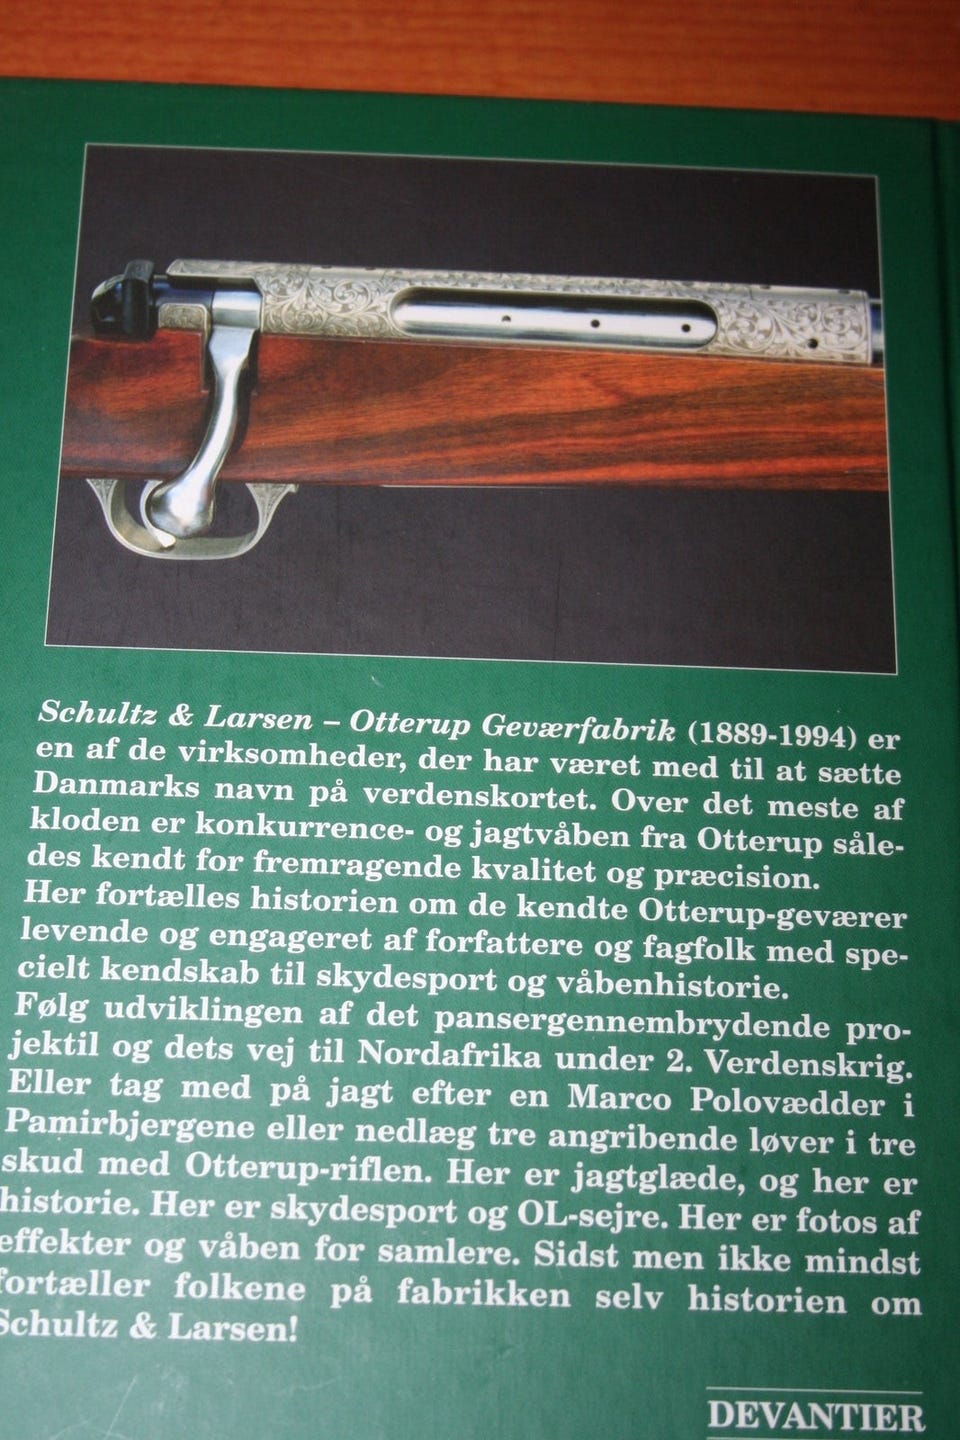 Schultz & Larsen – Otterup Geværfabrik (1889-1994) er
en af de virksomheder, der har været med til at sætte
Danmarks navn på verdenskortet. Over det meste af
kloden er konkurrence- og jagtvåben fra Otterup såle-
des kendt for fremragende kvalitet og præcision.
Her fortælles historien om de kendte Otterup-geværer
levende og engageret af forfattere og fagfolk med spe-
cielt kendskab til skydesport og våbenhistorie.
Følg udviklingen af det pansergennembrydende pro-
jektil og dets vej til Nordafrika under 2. Verdenskrig.
Eller tag med på jagt efter en Marco Polovædder i
Pamirbjergene eller nedlæg tre angribende løver i tre
skud med Otterup-riflen. Her er jagtglæde, og her er
historie. Her er skydesport og OL-sejre. Her er fotos af
effekter og våben for samlere. Sidst men ikke mindst
fortæller folkene på fabrikken selv historien om
Schultz & Larsen!
DEVANTIER